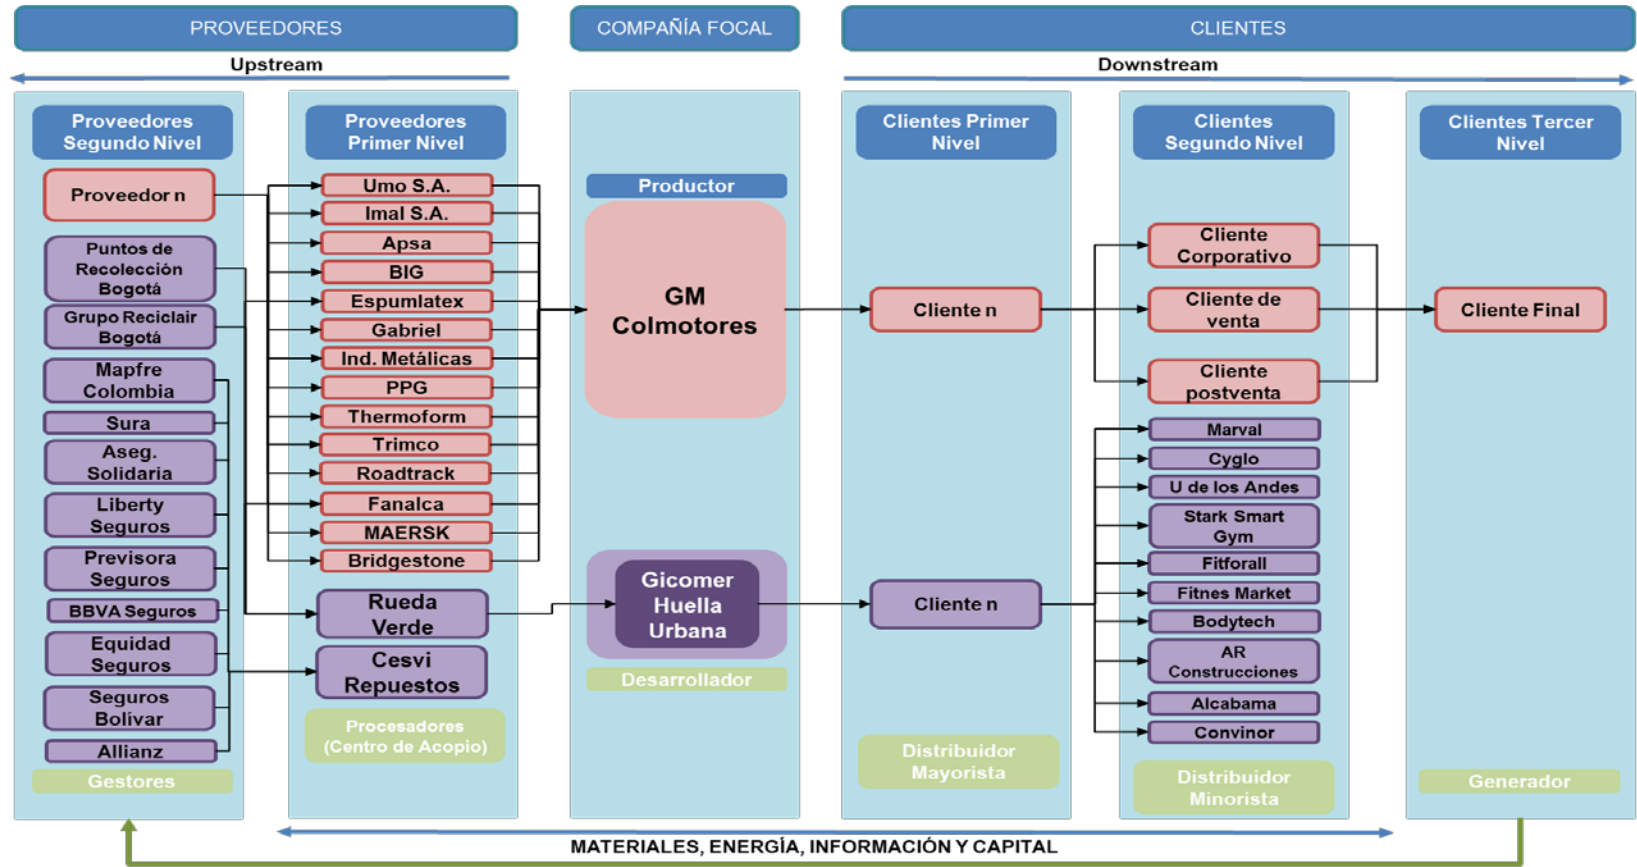 PROVEEDORES
COMPAÑÍA FOCAL
CLIENTES
Upstream
Downstream
Proveedores
Segundo Nivel
Proveedor n
Puntos de
Recolección
Bogotá
Grupo Reciclair
Bogotá
Mapfre
Colombia
Sura
Aseg.
Solidaria
Liberty
Seguros
Previsora
Seguros
BBVA Seguros
Equidad
Seguros
Seguros
Bolívar
Allianz
Gestores
Proveedores
Primer Nivel
Umo S.A.
Imal S.A.
Apsa
BIG
Espumlatex
Gabriel
Ind. Metálicas
PPG
Thermoform
Trimco
Roadtrack
Fanalca
MAERSK
Bridgestone
Rueda
Verde
Cesvi
Repuestos
Procesadores
(Centro de Acopio)
Productor
GM
Colmotores
Gicomer
Huella
Urbana
Desarrollador
Clientes Primer
Nivel
Cliente n
Cliente n
Distribuidor
Mayorista
Clientes
Segundo Nivel
Cliente
Corporativo
Cliente de
venta
Cliente
postventa
Marval
Cyglo
U de los Andes
Stark Smart
Gym
Fitforall
Fitnes Market
Bodytech
AR
Construcciones
Alcabama
Convinor
Distribuidor
Minorista
Clientes Tercer
Nivel
Cliente Final
Generador
MATERIALES, ENERGÍA, INFORMACIÓN Y CAPITAL